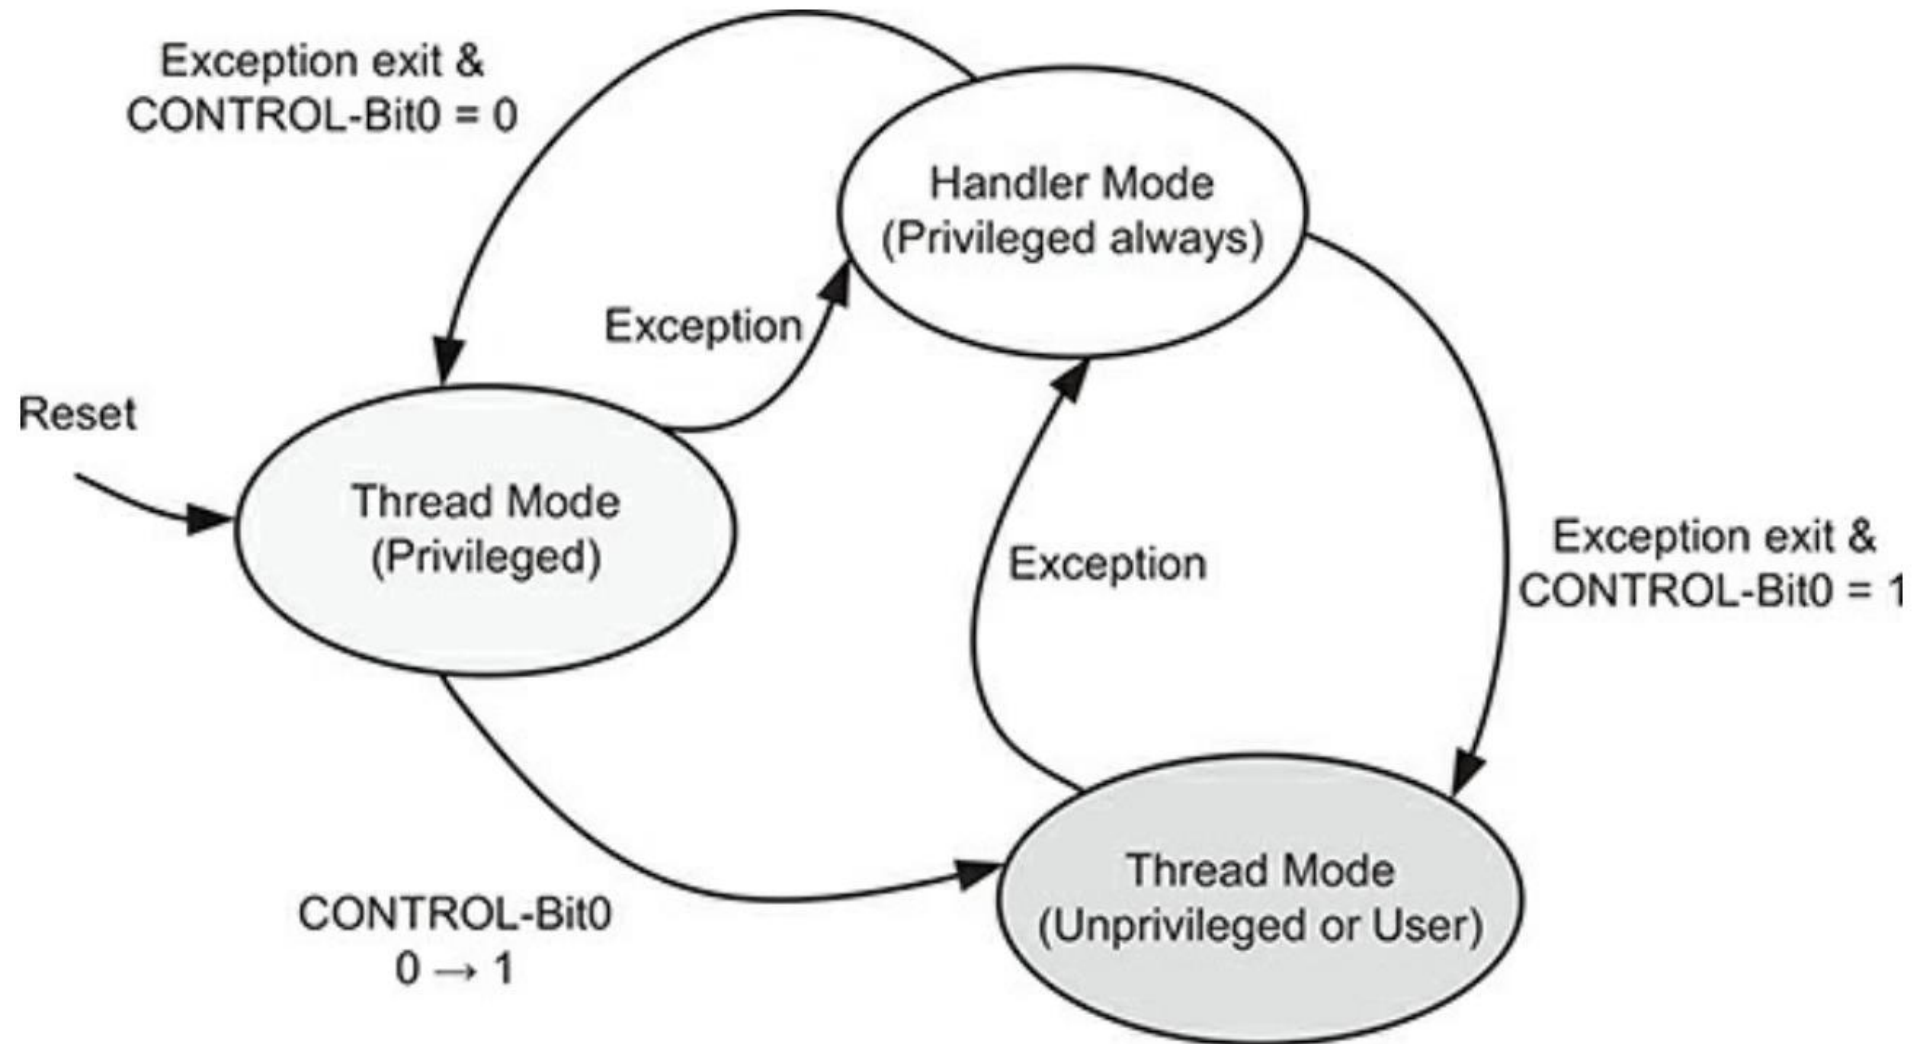 Exception exit &
CONTROL-Bit0 = 0
Handler Mode
(Privileged always)
Exception
Reset
Thread Mode
(Privileged)
Exception
Exception exit &
CONTROL-Bit0 = 1
Thread Mode
(Unprivileged or User)
CONTROL-Bit0
0 → 1